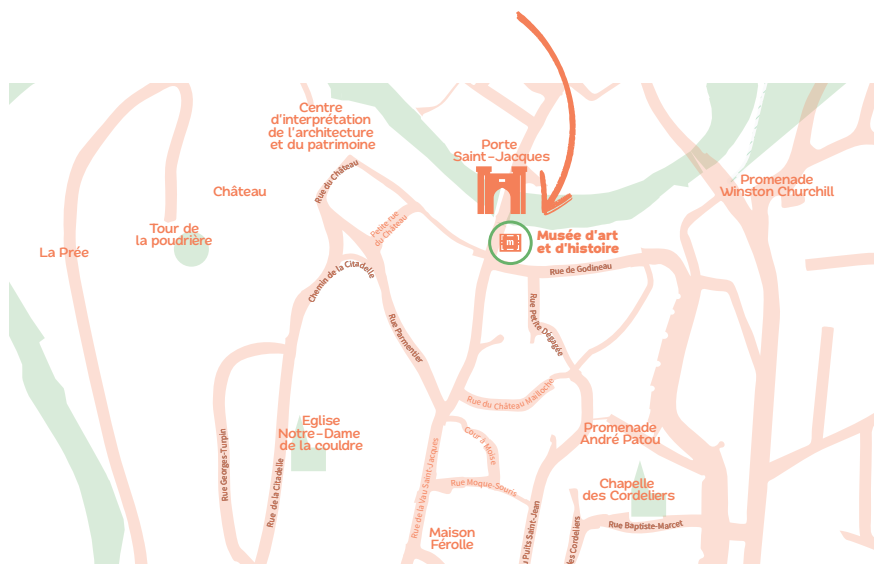 Centre
d'interprétation
de l'architecture
et du patrimoine
Porte
Saint-Jacques
Promenade
Winston Churchill
Château
Rue du Château
Petite rue
du Château
Tour de
la poudrière
La Prée
m
Musée d'art
et d'histoire
Rue de Godineau
Chemin de la Citadelle
Rue Parmentier
Rue Petite Dégagée
Rue du Château Mailloche
Eglise
Notre-Dame
de la couldre
Cour à Moise
Promenade
André Patou
Rue Georges-Turpin
Rue de la Citadelle
Rue de la Vau Saint-Jacques
Rue Moque-Souris
Chapelle
des Cordeliers
Puits Saint-Jean
des Cordeliers
Rue Baptiste-Marcet
Maison
Férolle